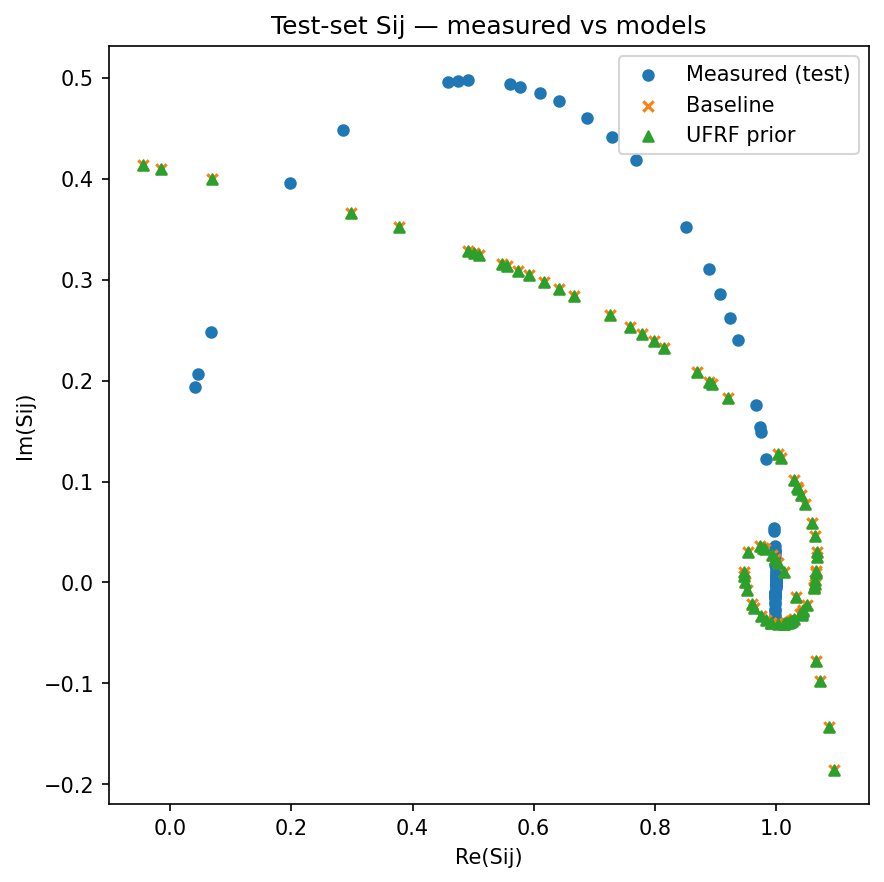 Test-set Sij — measured vs models
Measured (test)
Baseline
UFRF prior
Im(Sij)
0.5
0.4
0.3
0.2
0.1
0.0
−0.1
−0.2
0.0 0.2 0.4 0.6 0.8 1.0
Re(Sij)